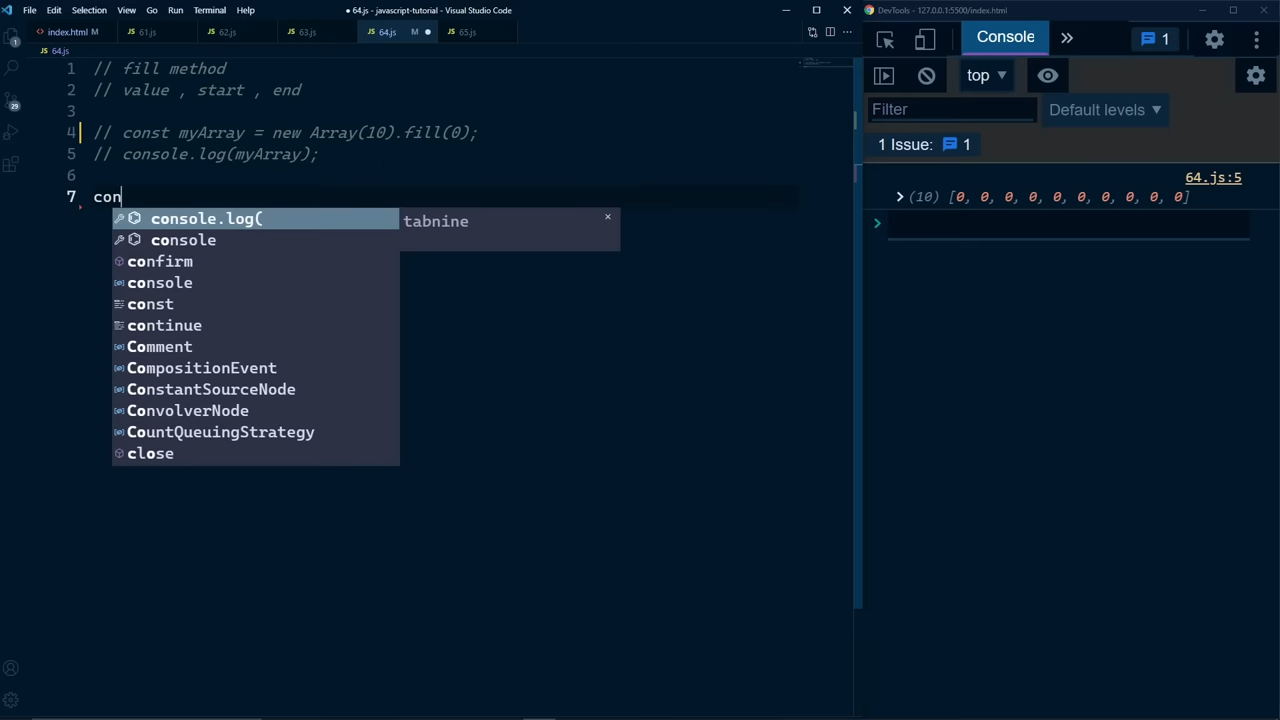 File Edit Selection View Go Run Terminal Help
● 64.js - javascript-tutorial - Visual Studio Code
DevTools - 127.0.0.1:5500/index.html
<> index.html M JS 61.js JS 62.js JS 63.js JS 64.js M ● JS 65.js
JS 64.js
1 // fill method
2 // value , start , end
3
4 // const myArray = new Array(10).fill(0);
5 // console.log(myArray);
6
7 con
console.log( tabnine
console
confirm
console
const
continue
Comment
CompositionEvent
ConstantSourceNode
ConvolverNode
CountQueuingStrategy
close
1
29
Console » 1
top ▼
Filter Default levels ▼
1 Issue: 1
64.js:5
(10) [0, 0, 0, 0, 0, 0, 0, 0, 0, 0]